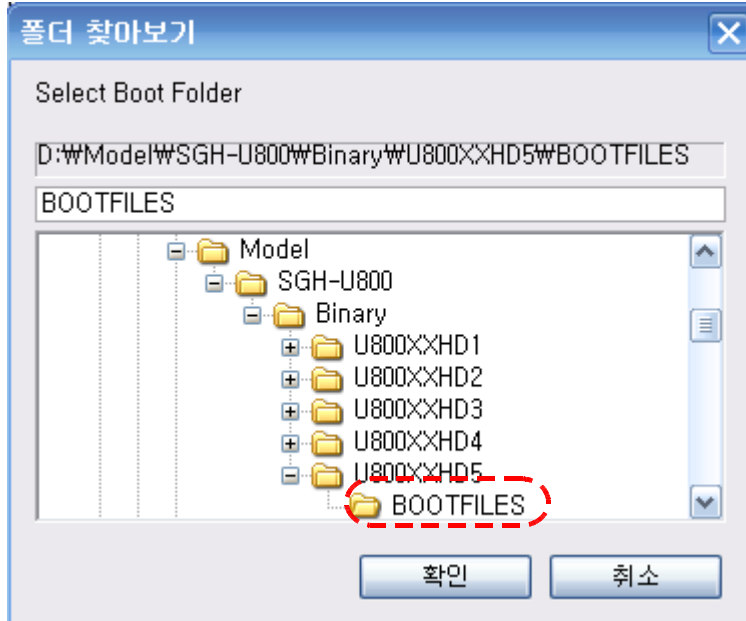 폴더 찾아보기
Select Boot Folder
D:₩Model₩SGH-U800₩Binary₩U800XXHD5₩BOOTFILES
BOOTFILES
Model
SGH-U800
Binary
U800XXHD1
U800XXHD2
U800XXHD3
U800XXHD4
U800XXHD5
BOOTFILES
확인 취소